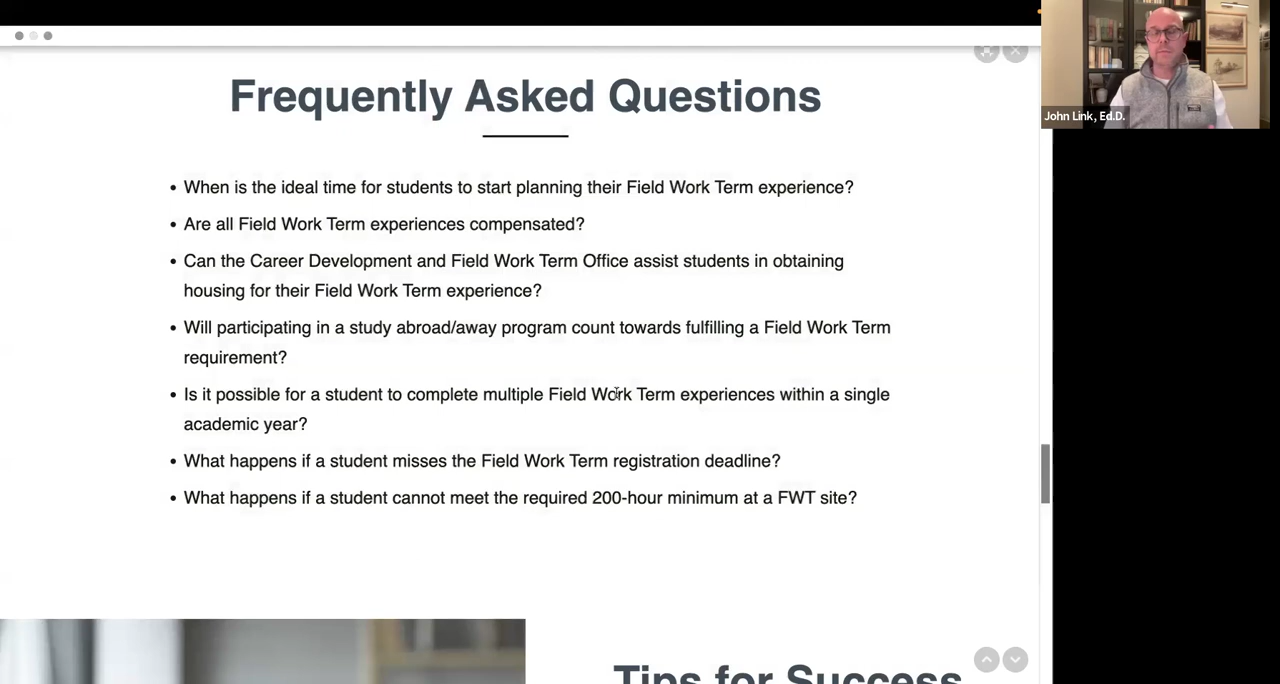 Frequently Asked Questions
John Link, Ed.D.
• When is the ideal time for students to start planning their Field Work Term experience?
• Are all Field Work Term experiences compensated?
• Can the Career Development and Field Work Term Office assist students in obtaining
housing for their Field Work Term experience?
• Will participating in a study abroad/away program count towards fulfilling a Field Work Term
requirement?
• Is it possible for a student to complete multiple Field Work Term experiences within a single
academic year?
• What happens if a student misses the Field Work Term registration deadline?
• What happens if a student cannot meet the required 200-hour minimum at a FWT site?
Tips for Success